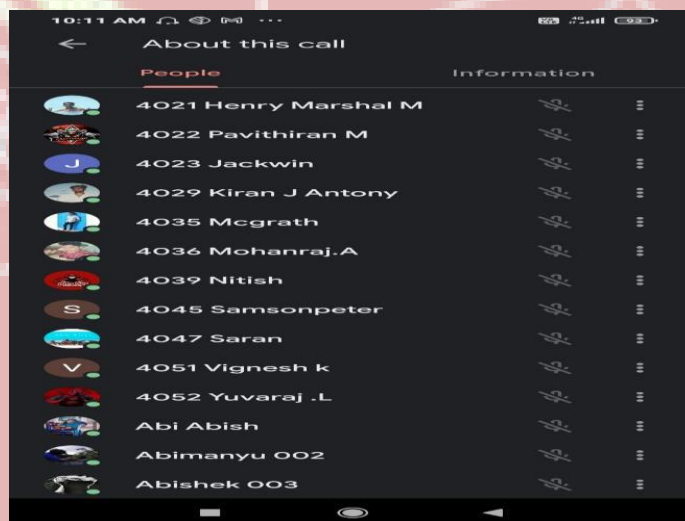 10:11 AM
93
About this call
People Information
4021 Henry Marshal M
4022 Pavithiran M
J 4023 Jackwin
4029 Kiran J Antony
4035 Mcgrath
4036 Mohanraj.A
4039 Nitish
S 4045 Samsonpeter
4047 Saran
V 4051 Vignesh k
4052 Yuvaraj .L
Abi Abish
Abimanyu 002
Abishek 003